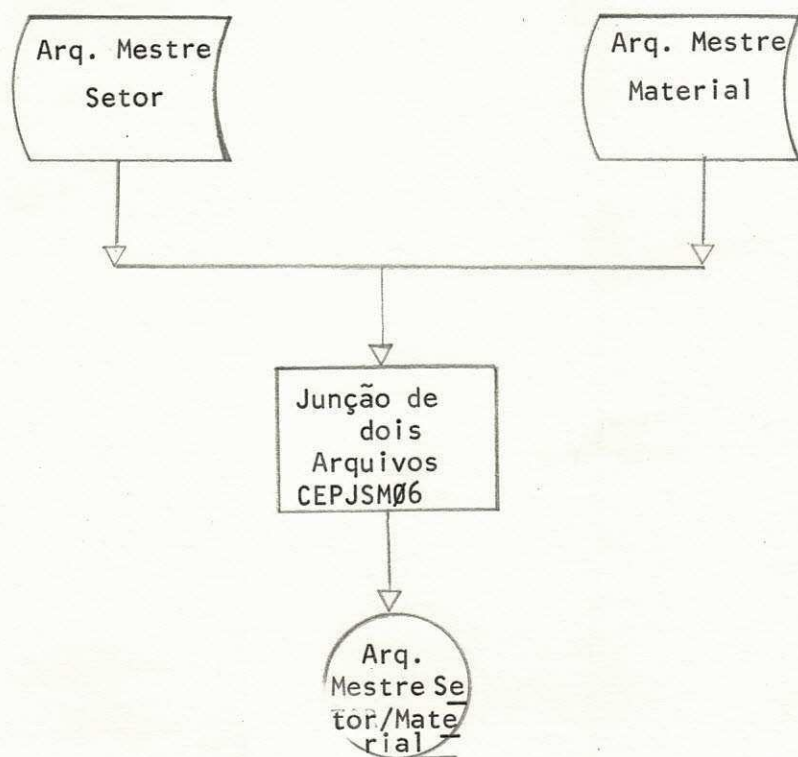 Arq. Mestre
Setor
Arq. Mestre
Material
Junção de
dois
Arquivos
CEPJSMØ6
Arq.
Mestre Se
tor/Mate
rial